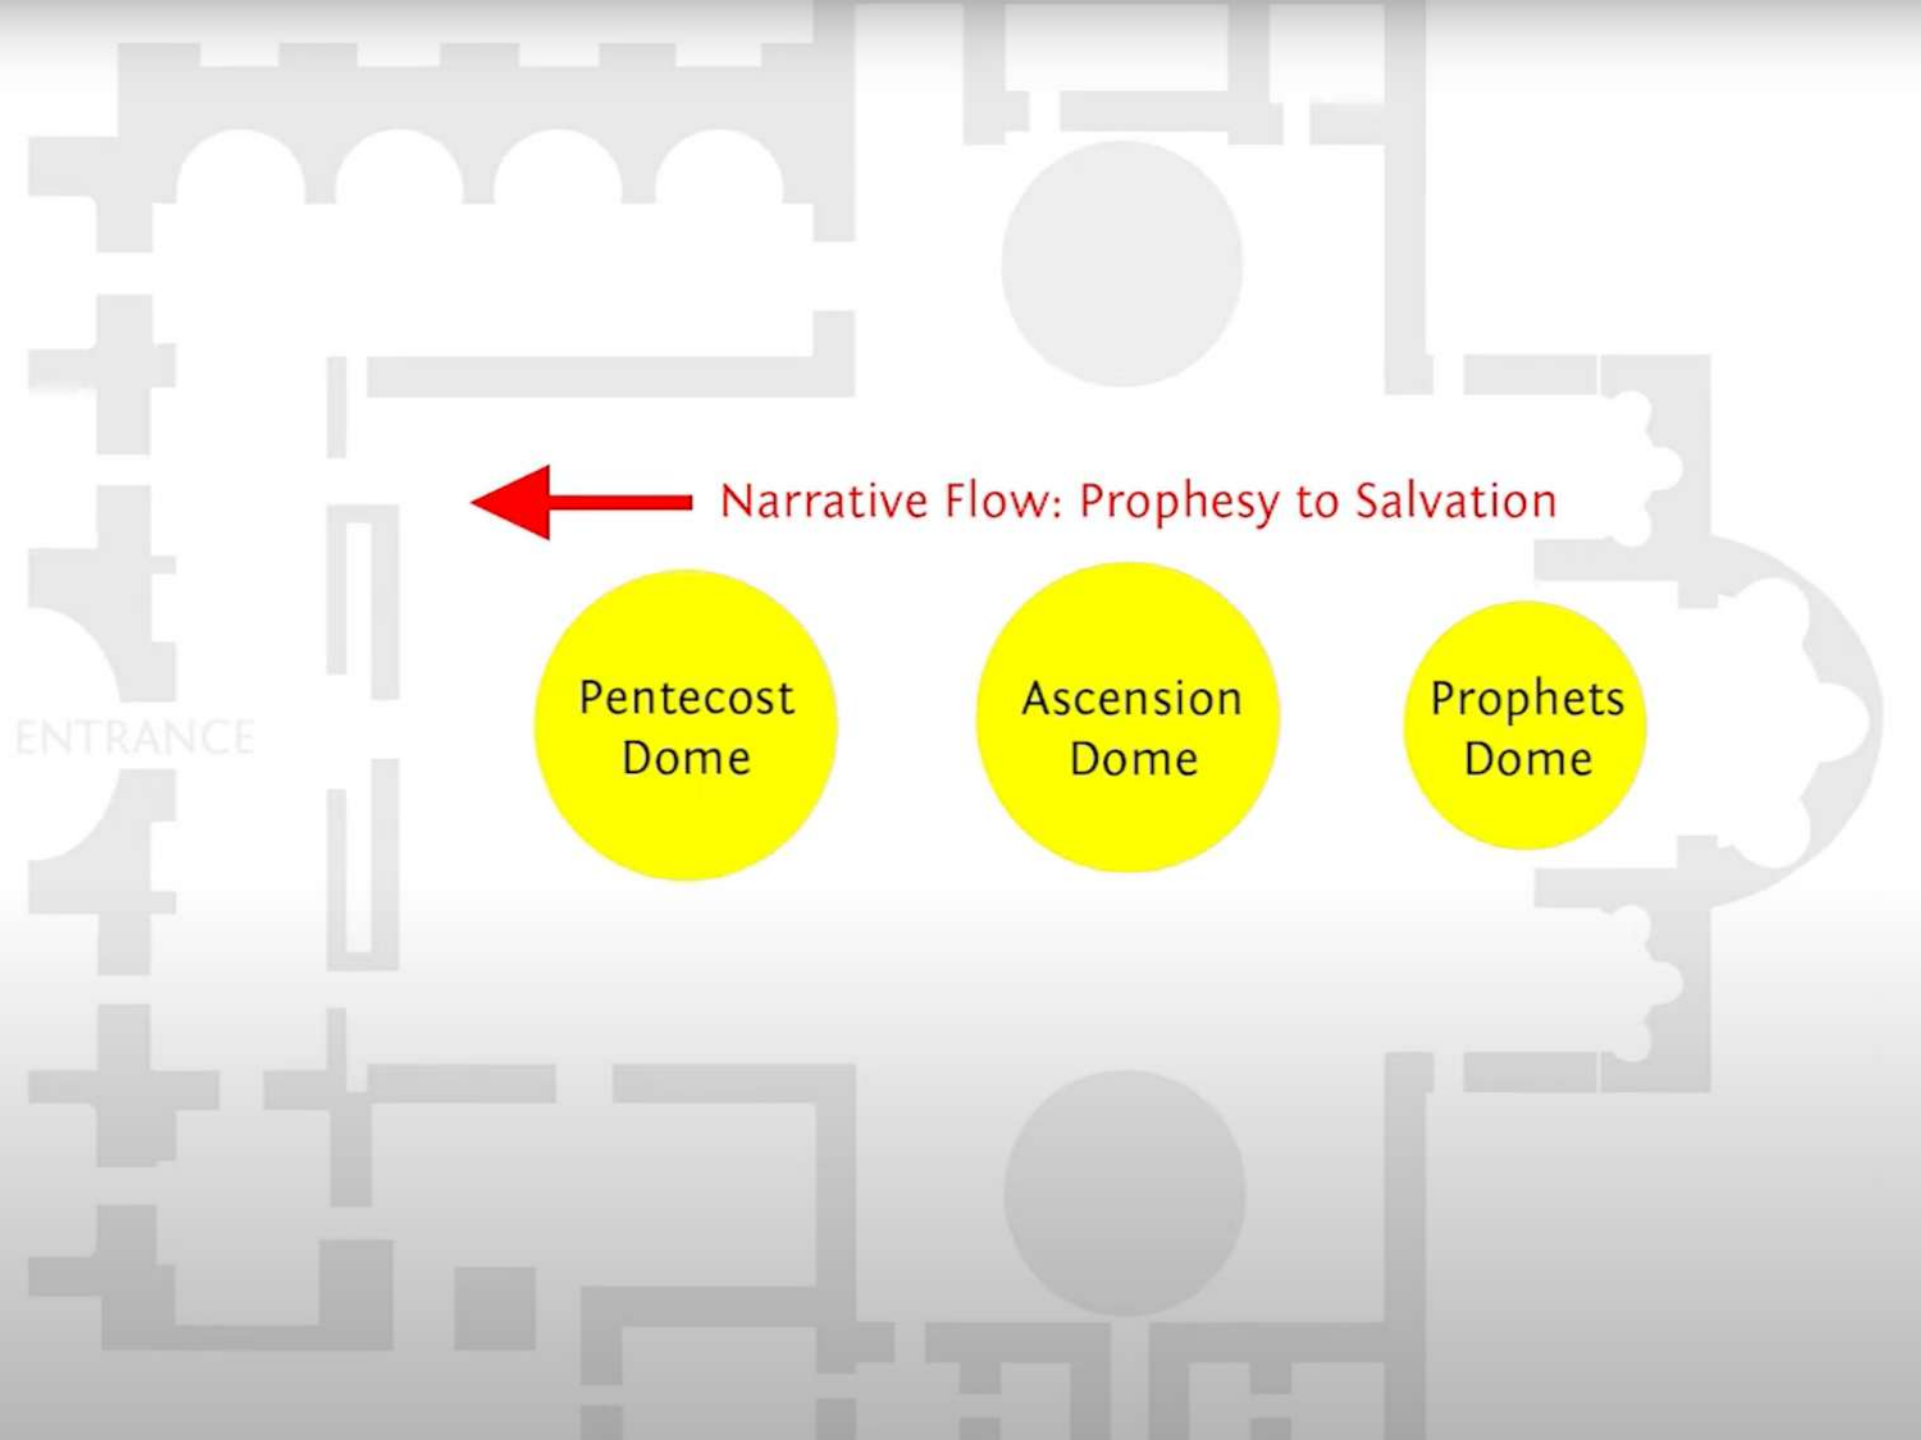 Narrative Flow: Prophesy to Salvation
Pentecost
Dome
Ascension
Dome
Prophets
Dome
ENTRANCE